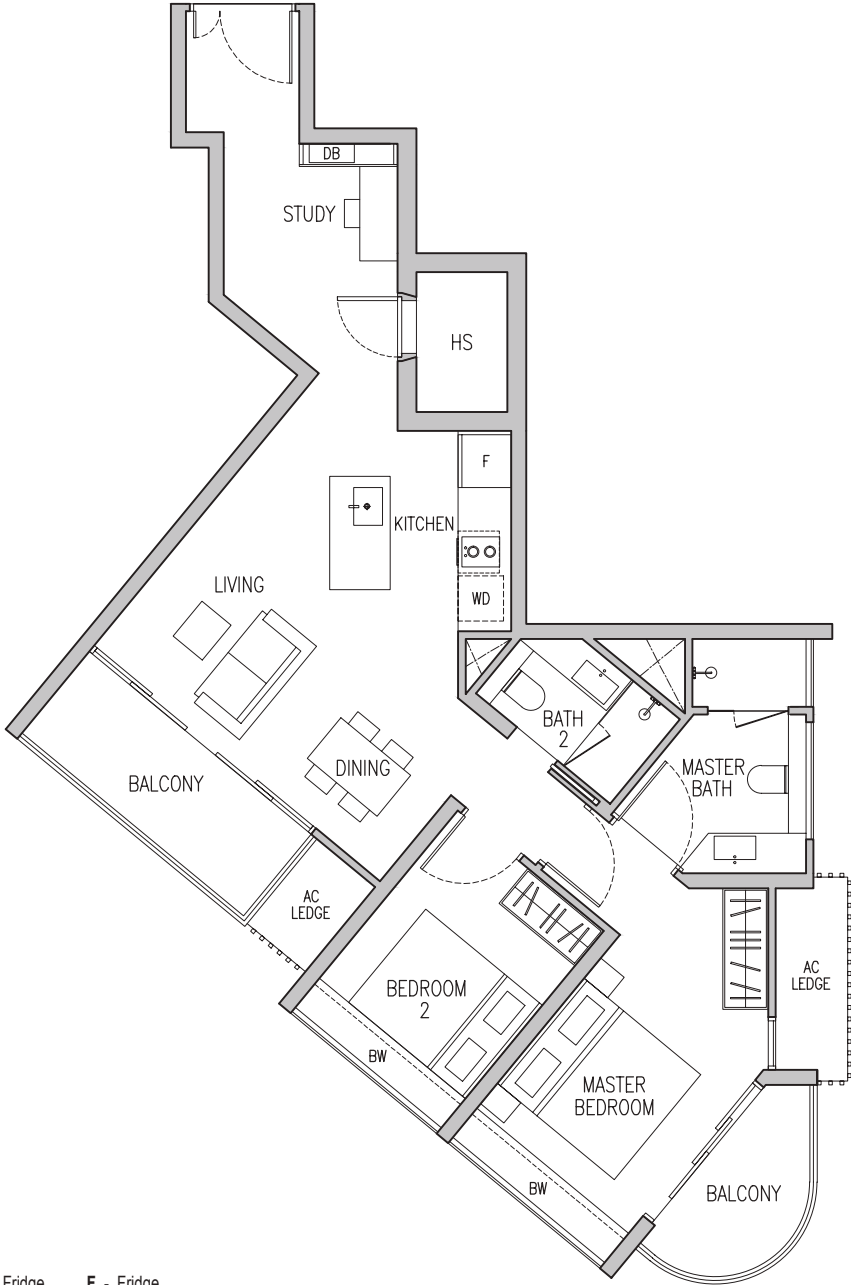 DB
STUDY
HS
F
KITCHEN
WD
LIVING
BATH
2
MASTER
BATH
DINING
BALCONY
AC
LEDGE
BEDROOM
2
AC
LEDGE
BW
MASTER
BEDROOM
BW
BALCONY
Fridge F - Fridge